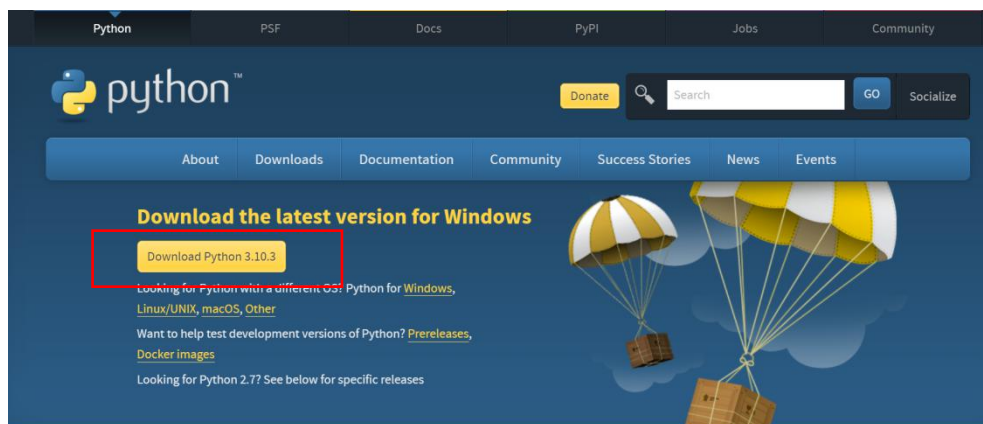 Python PSF Docs PyPI Jobs Community
python™
Donate Search GO Socialize
About Downloads Documentation Community Success Stories News Events
Download the latest version for Windows
Download Python 3.10.3
Looking for Python with a different OS? Python for Windows,
Linux/UNIX, macOS, Other
Want to help test development versions of Python? Prereleases,
Docker images
Looking for Python 2.7? See below for specific releases